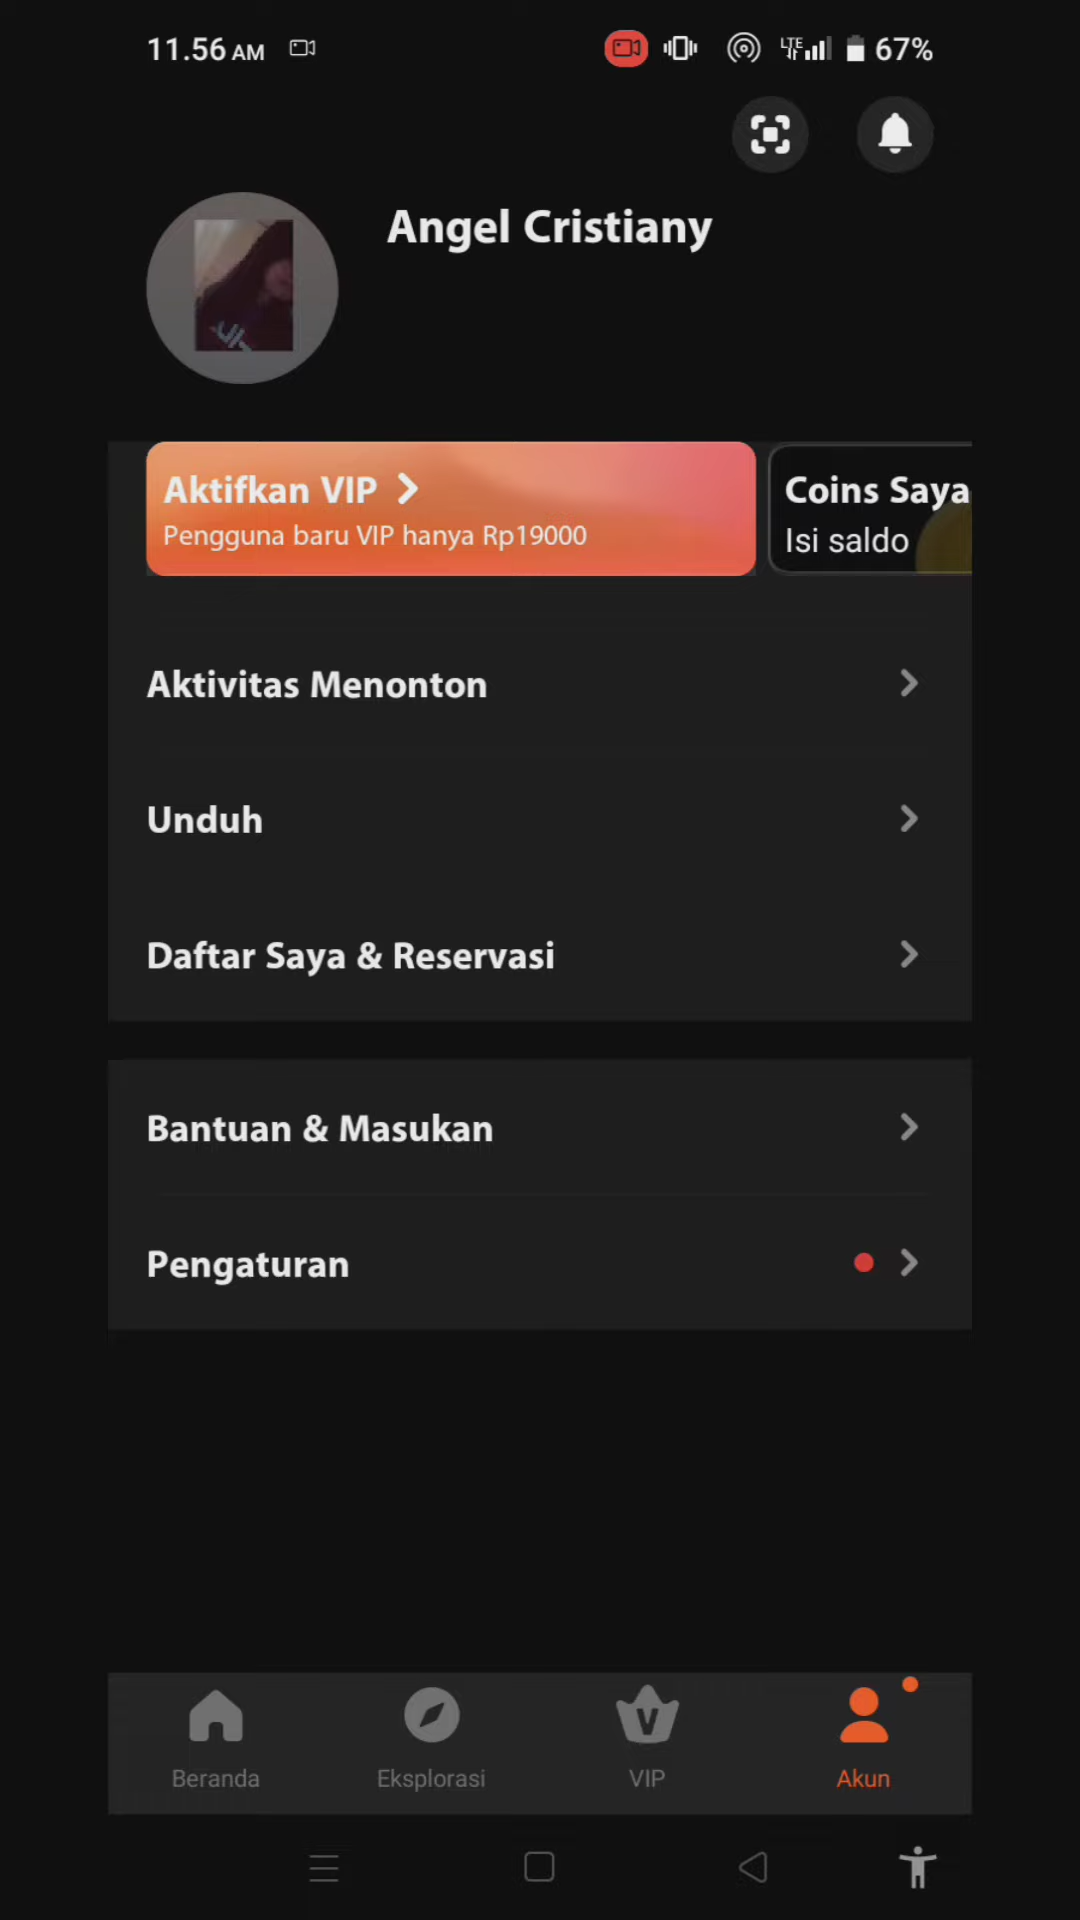 11.56 AM
LTE
67%
Angel Cristiany
Aktifkan VIP
Pengguna baru VIP hanya Rp19000
Coins Saya
Isi saldo
Aktivitas Menonton
Unduh
Daftar Saya & Reservasi
Bantuan & Masukan
Pengaturan
Beranda
Eksplorasi
VIP
Akun